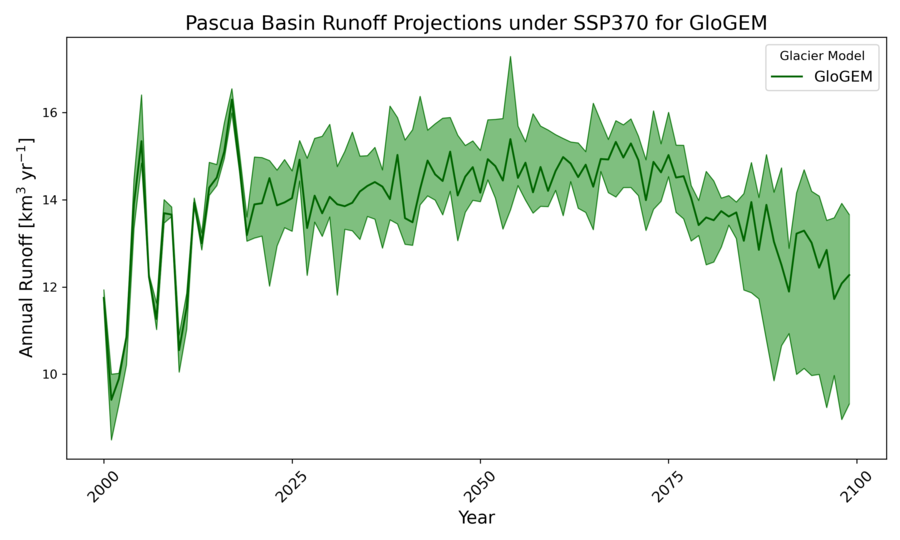 Pascua Basin Runoff Projections under SSP370 for GloGEM
Glacier Model
GloGEM
Annual Runoff [km³ yr⁻¹]
16
14
12
10
2000
2025
2050
2075
2100
Year